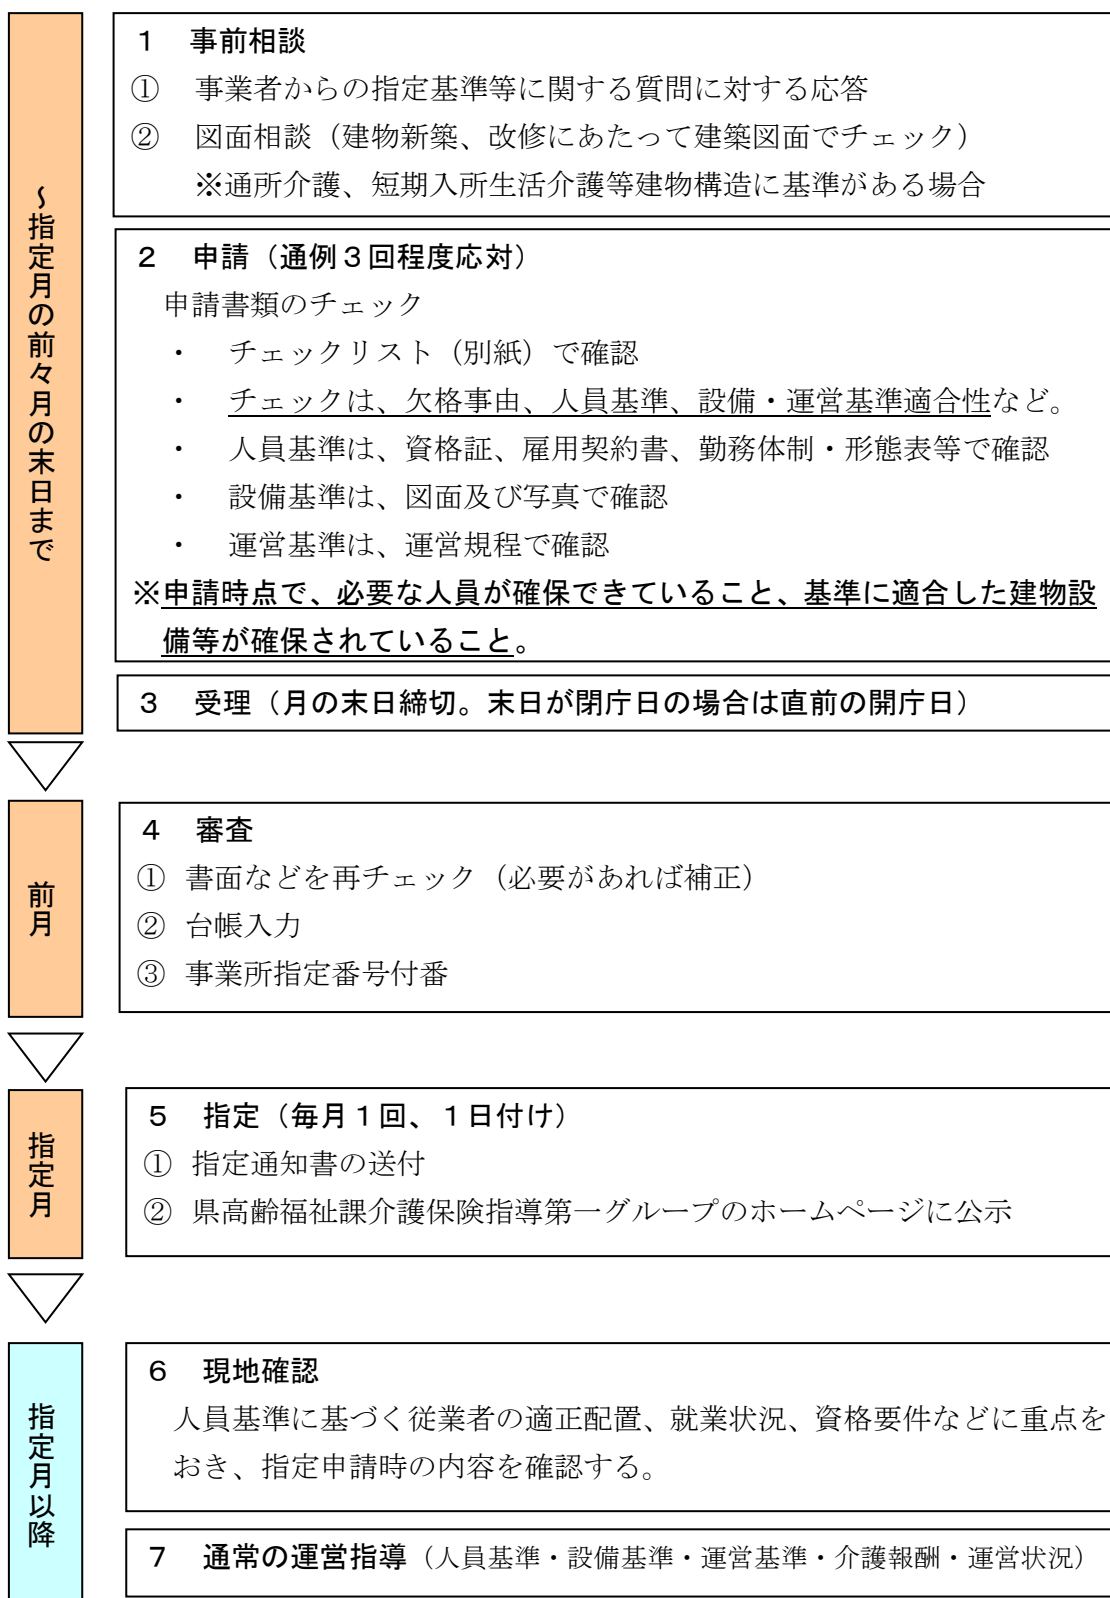 ～指定月の前々月の末日まで
１　事前相談
①　事業者からの指定基準等に関する質問に対する応答
②　図面相談（建物新築、改修にあたって建築図面でチェック）
※通所介護、短期入所生活介護等建物構造に基準がある場合
２　申請（通例３回程度応対）
申請書類のチェック
・　チェックリスト（別紙）で確認
・　チェックは、欠格事由、人員基準、設備・運営基準適合性など。
・　人員基準は、資格証、雇用契約書、勤務体制・形態表等で確認
・　設備基準は、図面及び写真で確認
・　運営基準は、運営規程で確認
※申請時点で、必要な人員が確保できていること、基準に適合した建物設
備等が確保されていること。
３　受理（月の末日締切。末日が閉庁日の場合は直前の開庁日）
前月
４　審査
①　書面などを再チェック（必要があれば補正）
②　台帳入力
③　事業所指定番号付番
指定月
５　指定（毎月１回、１日付け）
①　指定通知書の送付
②　県高齢福祉課介護保険指導第一グループのホームページに公示
指定月以降
６　現地確認
人員基準に基づく従業者の適正配置、就業状況、資格要件などに重点を
おき、指定申請時の内容を確認する。
７　通常の運営指導（人員基準・設備基準・運営基準・介護報酬・運営状況）